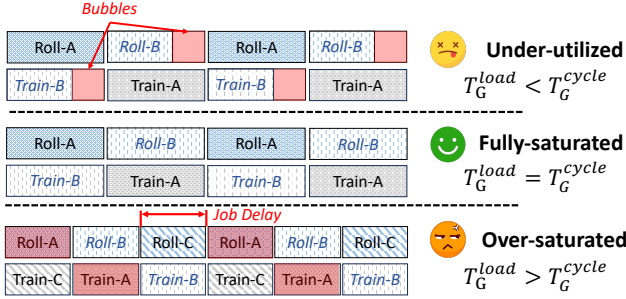 Bubbles
Roll-A Roll-B Roll-A Roll-B
Train-B Train-A Train-B Train-A
Under-utilized
T_G^load < T_G^cycle
Roll-A Roll-B Roll-A Roll-B
Train-B Train-A Train-B Train-A
Fully-saturated
T_G^load = T_G^cycle
Job Delay
Roll-A Roll-B Roll-C Roll-A Roll-B Roll-C
Train-C Train-A Train-B Train-C Train-A Train-B
Over-saturated
T_G^load > T_G^cycle